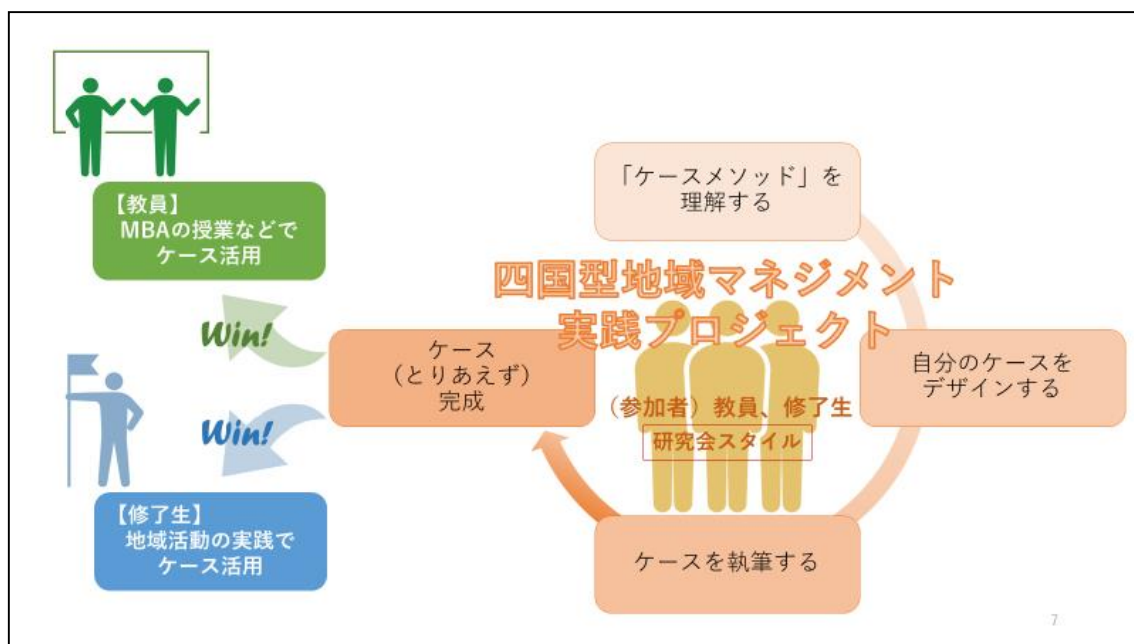 四国型地域マネジメント
実践プロジェクト
(参加者)教員、修了生
研究会スタイル
「ケースメソッド」を
理解する
自分のケースを
デザインする
ケースを執筆する
ケース
(とりあえず)
完成
Win!
Win!
【教員】
MBAの授業などで
ケース活用
【修了生】
地域活動の実践で
ケース活用
7